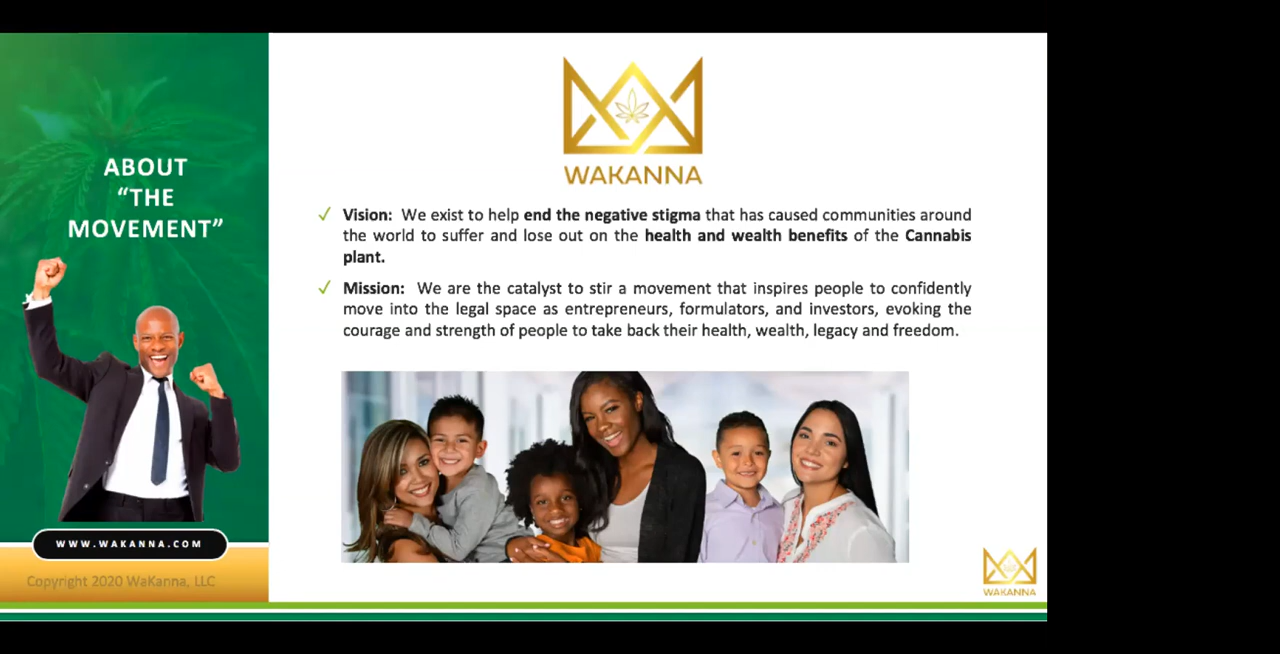 ABOUT
“THE
MOVEMENT”
WWW.WAKANNA.COM
Copyright 2020 WaKanna, LLC
WAKANNA
✓ Vision: We exist to help end the negative stigma that has caused communities around
the world to suffer and lose out on the health and wealth benefits of the Cannabis
plant.
✓ Mission: We are the catalyst to stir a movement that inspires people to confidently
move into the legal space as entrepreneurs, formulators, and investors, evoking the
courage and strength of people to take back their health, wealth, legacy and freedom.
WAKANNA